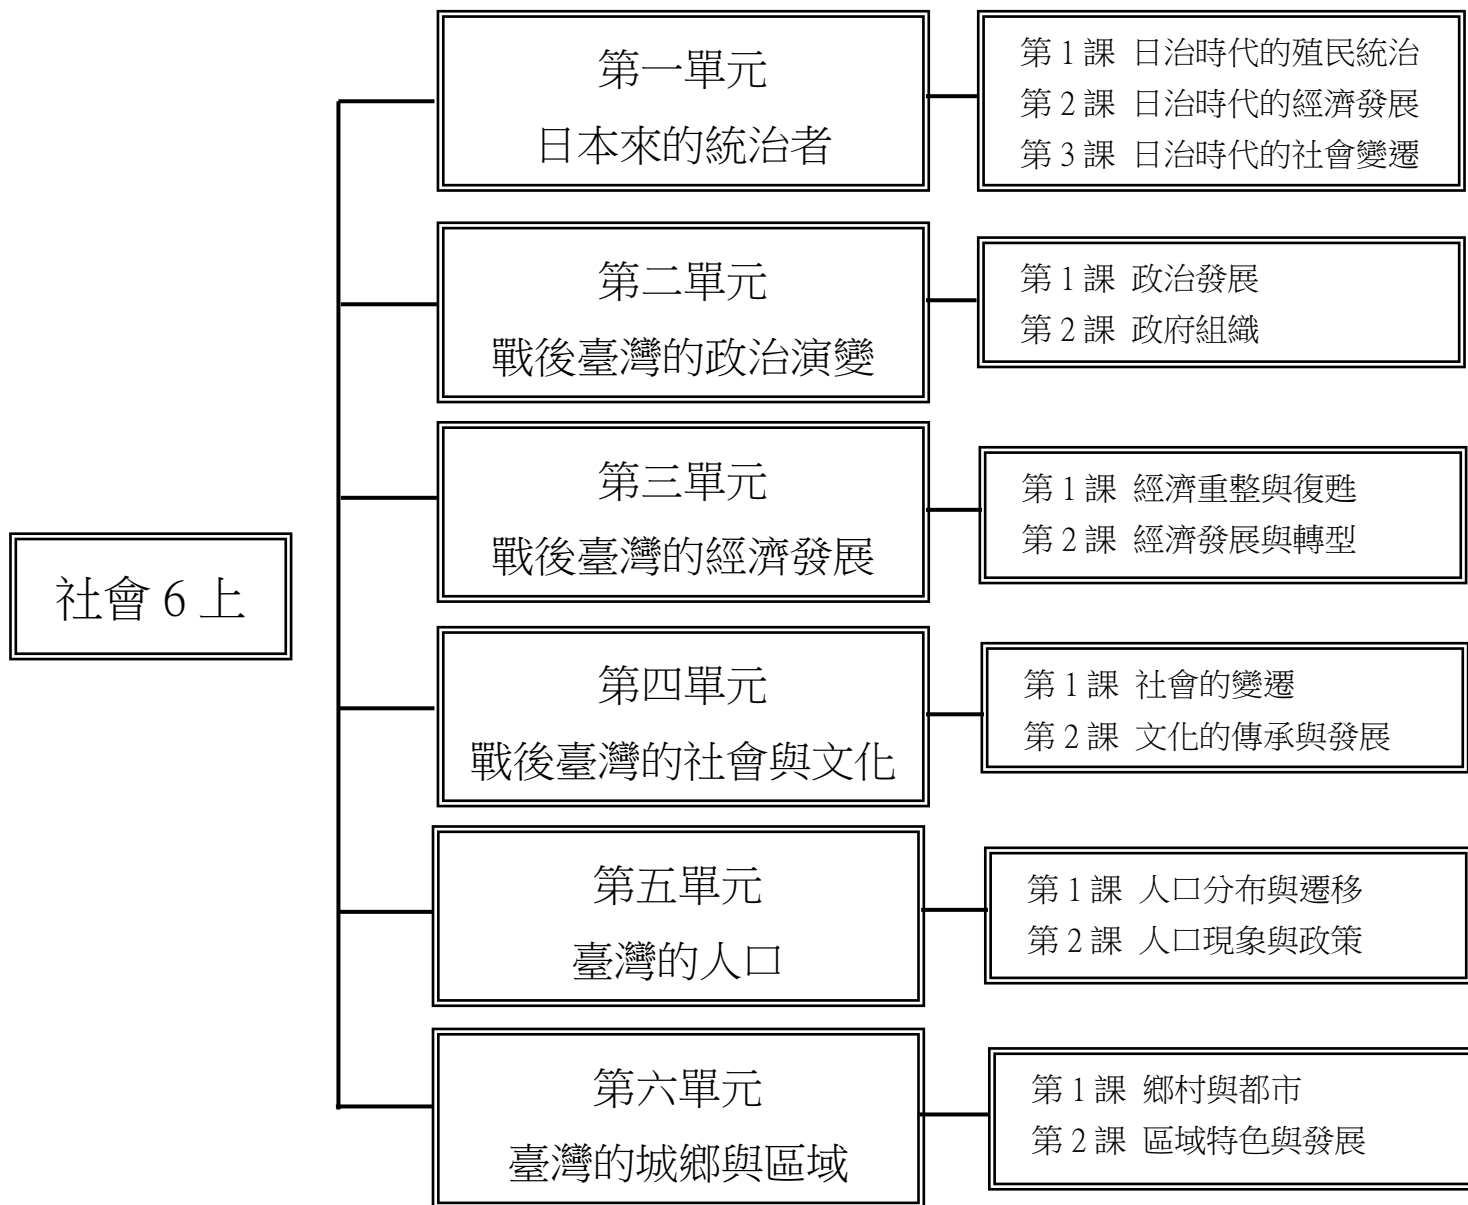 社會 6 上
第一單元
日本來的統治者
第 1 課 日治時代的殖民統治
第 2 課 日治時代的經濟發展
第 3 課 日治時代的社會變遷
第二單元
戰後臺灣的政治演變
第 1 課 政治發展
第 2 課 政府組織
第三單元
戰後臺灣的經濟發展
第 1 課 經濟重整與復甦
第 2 課 經濟發展與轉型
第四單元
戰後臺灣的社會與文化
第 1 課 社會的變遷
第 2 課 文化的傳承與發展
第五單元
臺灣的人口
第 1 課 人口分布與遷移
第 2 課 人口現象與政策
第六單元
臺灣的城鄉與區域
第 1 課 鄉村與都市
第 2 課 區域特色與發展